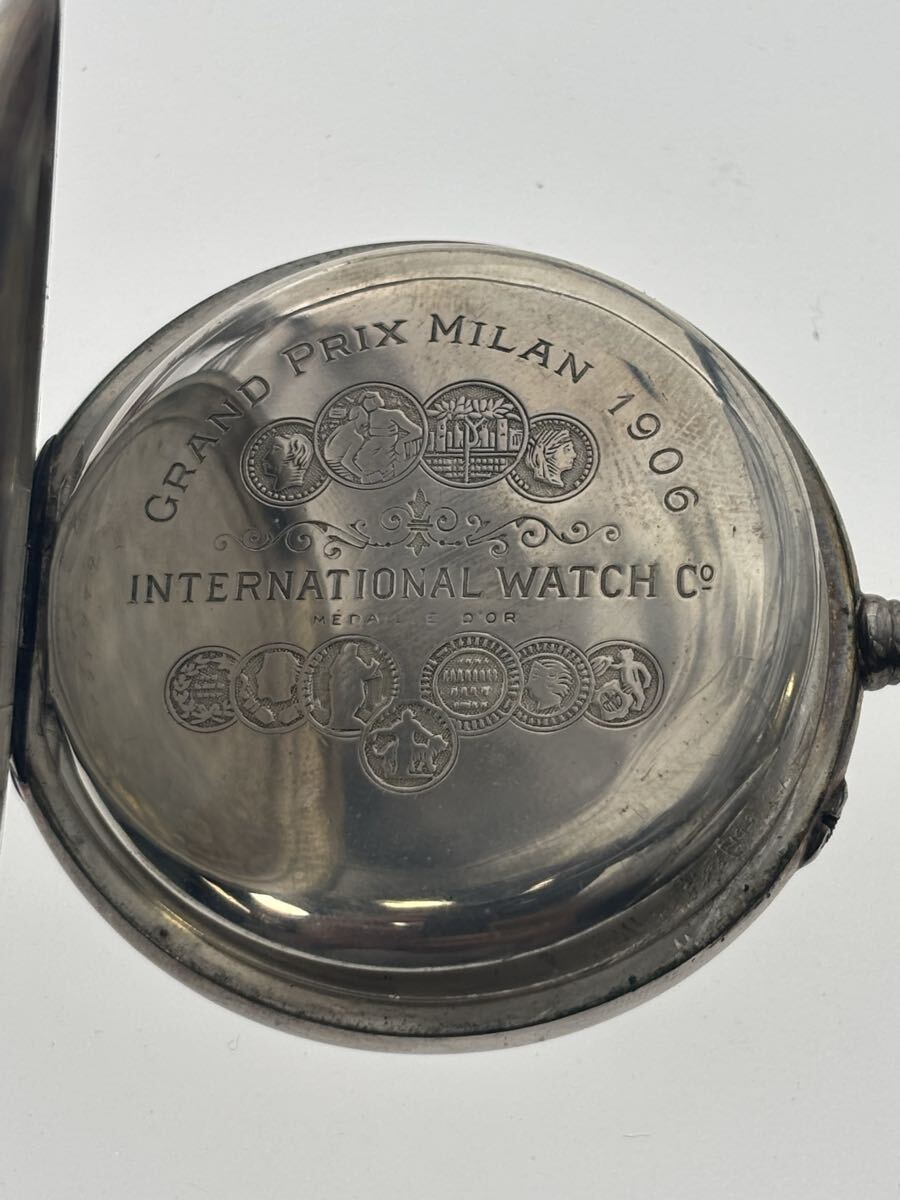 GRAND PRIX MILAN 1906
INTERNATIONAL WATCH Cº
MÉDAILLE D'OR